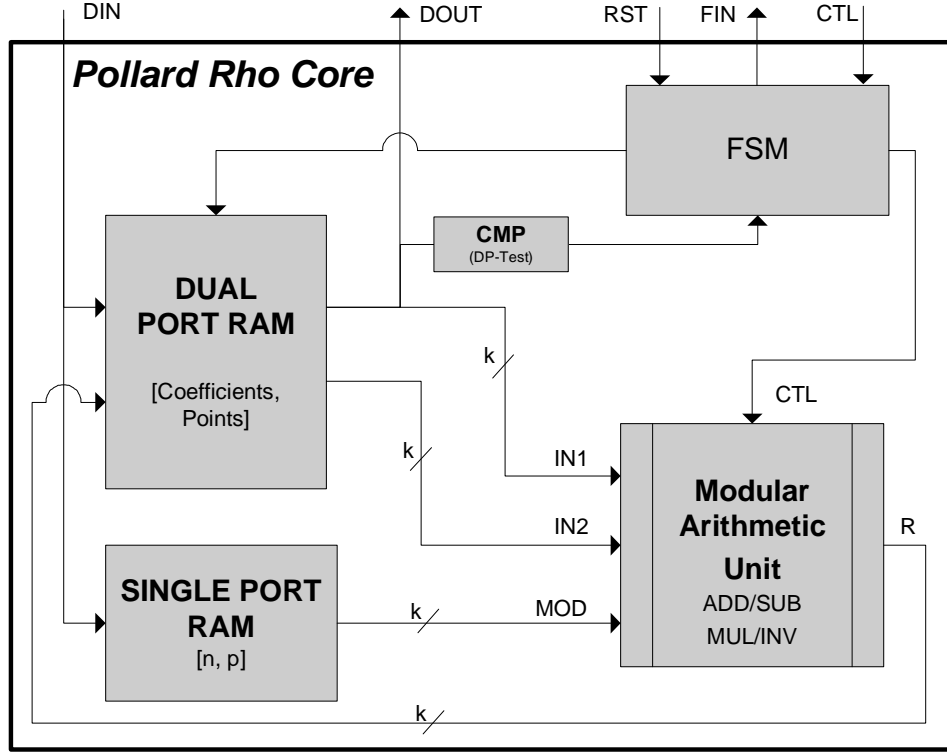 DIN
DOUT
RST
FIN
CTL
Pollard Rho Core
FSM
CMP
(DP-Test)
DUAL
PORT RAM
[Coefficients,
Points]
k
CTL
k
IN1
IN2
Modular
Arithmetic
Unit
ADD/SUB
MUL/INV
R
SINGLE PORT
RAM
[n, p]
k
MOD
k